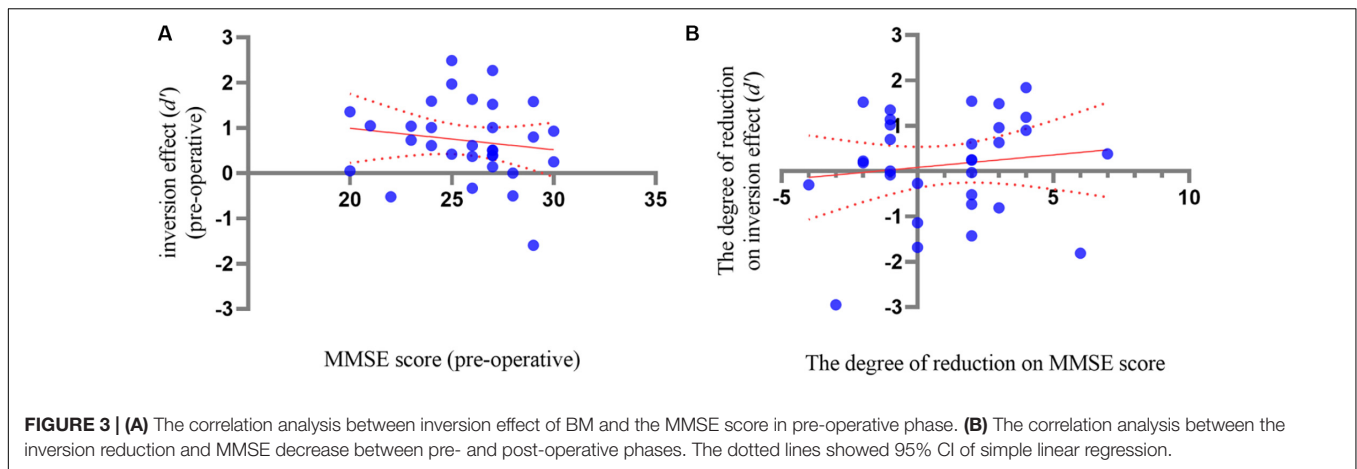 A
inversion effect (d′)
(pre-operative)
3
2
1
0
-1
-2
-3
20 25 30 35
MMSE score (pre-operative)
B
The degree of reduction
on inversion effect (d′)
3
2
1
-1
-2
-3
-5 5 10
The degree of reduction on MMSE score
FIGURE 3 | (A) The correlation analysis between inversion effect of BM and the MMSE score in pre-operative phase. (B) The correlation analysis between the
inversion reduction and MMSE decrease between pre- and post-operative phases. The dotted lines showed 95% CI of simple linear regression.